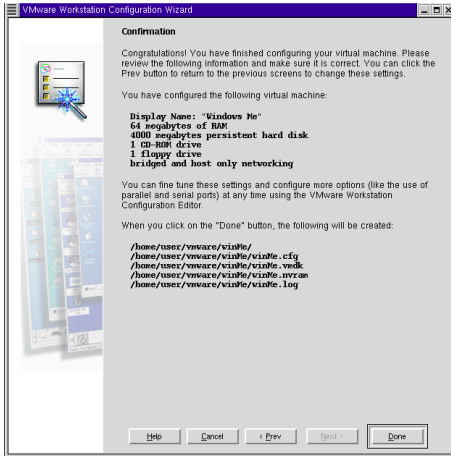 VMware Workstation Configuration Wizard
Confirmation
Congratulations! You have finished configuring your virtual machine. Please
review the following information and make sure it is correct. You can click the
Prev button to return to the previous screens to change these settings.
You have configured the following virtual machine:
Display Name: "Windows Me"
64 megabytes of RAM
4000 megabytes persistent hard disk
1 CD-ROM drive
1 floppy drive
bridged and host only networking
You can fine tune these settings and configure more options (like the use of
parallel and serial ports) at any time using the VMware Workstation
Configuration Editor.
When you click on the "Done" button, the following will be created:
/home/user/vmware/winMe/
/home/user/vmware/winMe/winMe.cfg
/home/user/vmware/winMe/winMe.vmdk
/home/user/vmware/winMe/winMe.nvram
/home/user/vmware/winMe/winMe.log
Help Cancel < Prev Next > Done